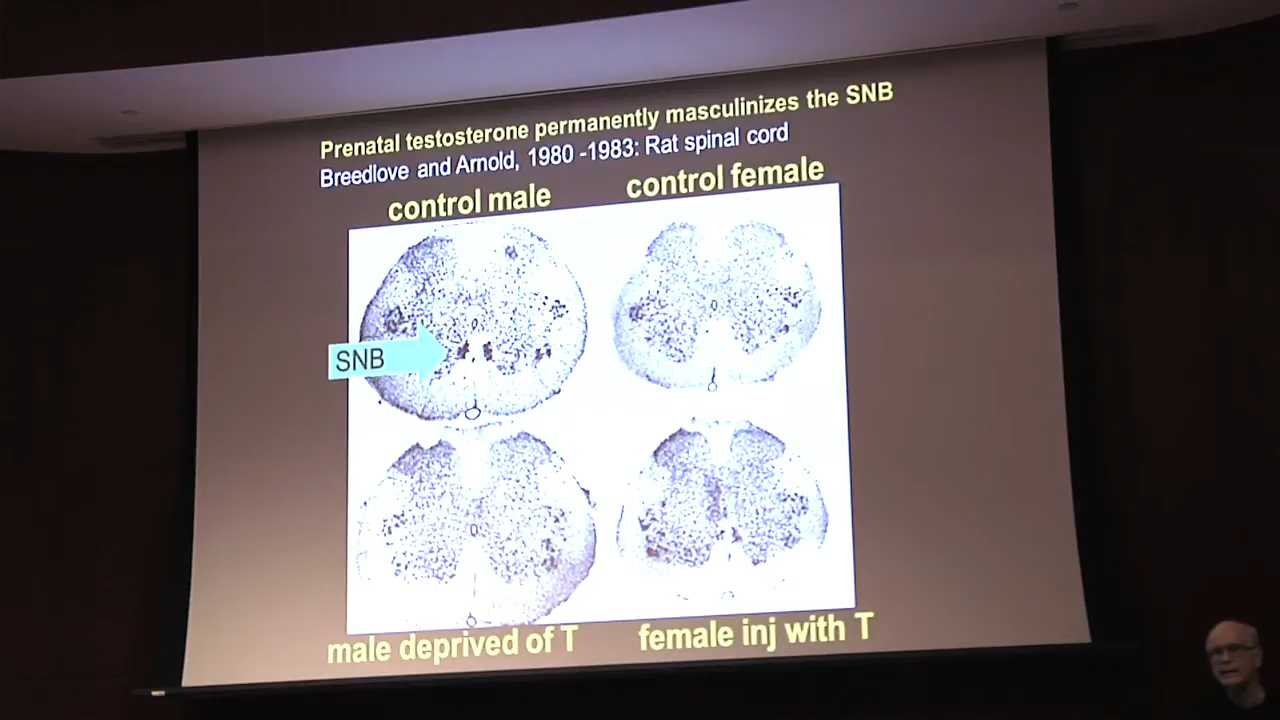 Prenatal testosterone permanently masculinizes the SNB
Breedlove and Arnold, 1980 -1983: Rat spinal cord
control male
control female
SNB
male deprived of T
female inj with T